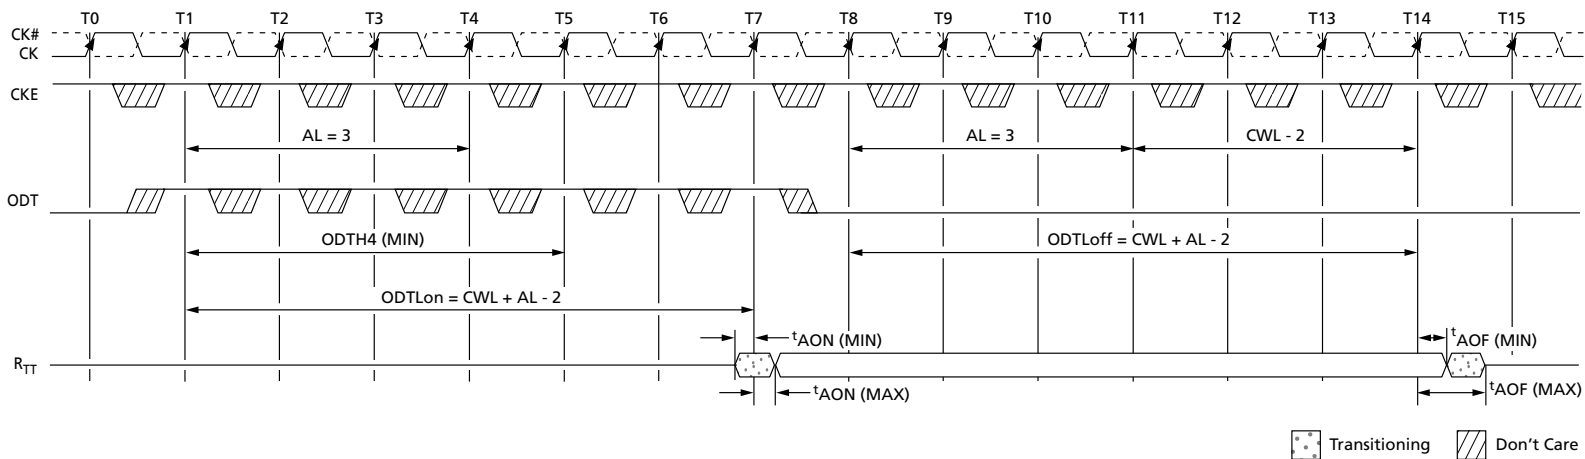 T0 T1 T2 T3 T4 T5 T6 T7 T8 T9 T10 T11 T12 T13 T14 T15
CK#
CK
CKE
AL = 3 AL = 3 CWL - 2
ODT
ODTH4 (MIN) ODTLoff = CWL + AL - 2
ODTLon = CWL + AL - 2
tAON (MIN) tAOF (MIN)
RTT
tAON (MAX) tAOF (MAX)
Transitioning Don't Care